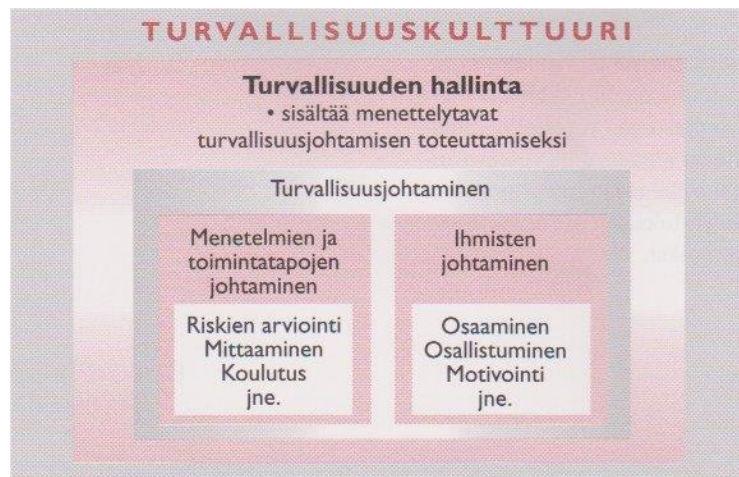 TURVALLISUUSKULTTUURI
Turvallisuuden hallinta
• sisältää menettelytavat
turvallisuusjohtamisen toteuttamiseksi
Turvallisuusjohtaminen
Menetelmien ja
toimintatapojen
johtaminen
Riskien arviointi
Mittaaminen
Koulutus
jne.
Ihmisten
johtaminen
Osaaminen
Osallistuminen
Motivointi
jne.